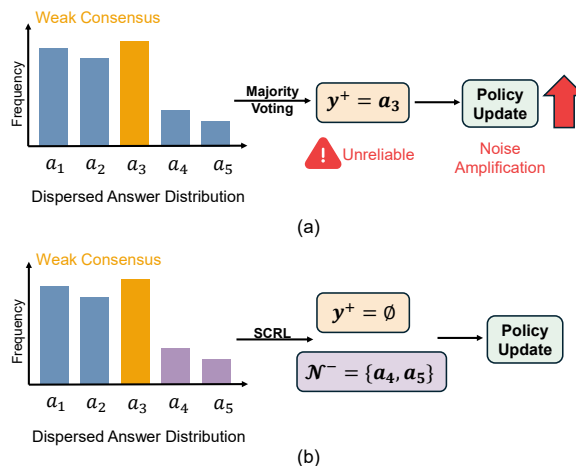 Weak Consensus
Frequency
a₁ a₂ a₃ a₄ a₅
Dispersed Answer Distribution
Majority
Voting
y⁺ = a₃
! Unreliable
Policy
Update
Noise
Amplification
(a)
Weak Consensus
Frequency
a₁ a₂ a₃ a₄ a₅
Dispersed Answer Distribution
SCRL
y⁺ = ∅
𝒩⁻ = {a₄, a₅}
Policy
Update
(b)